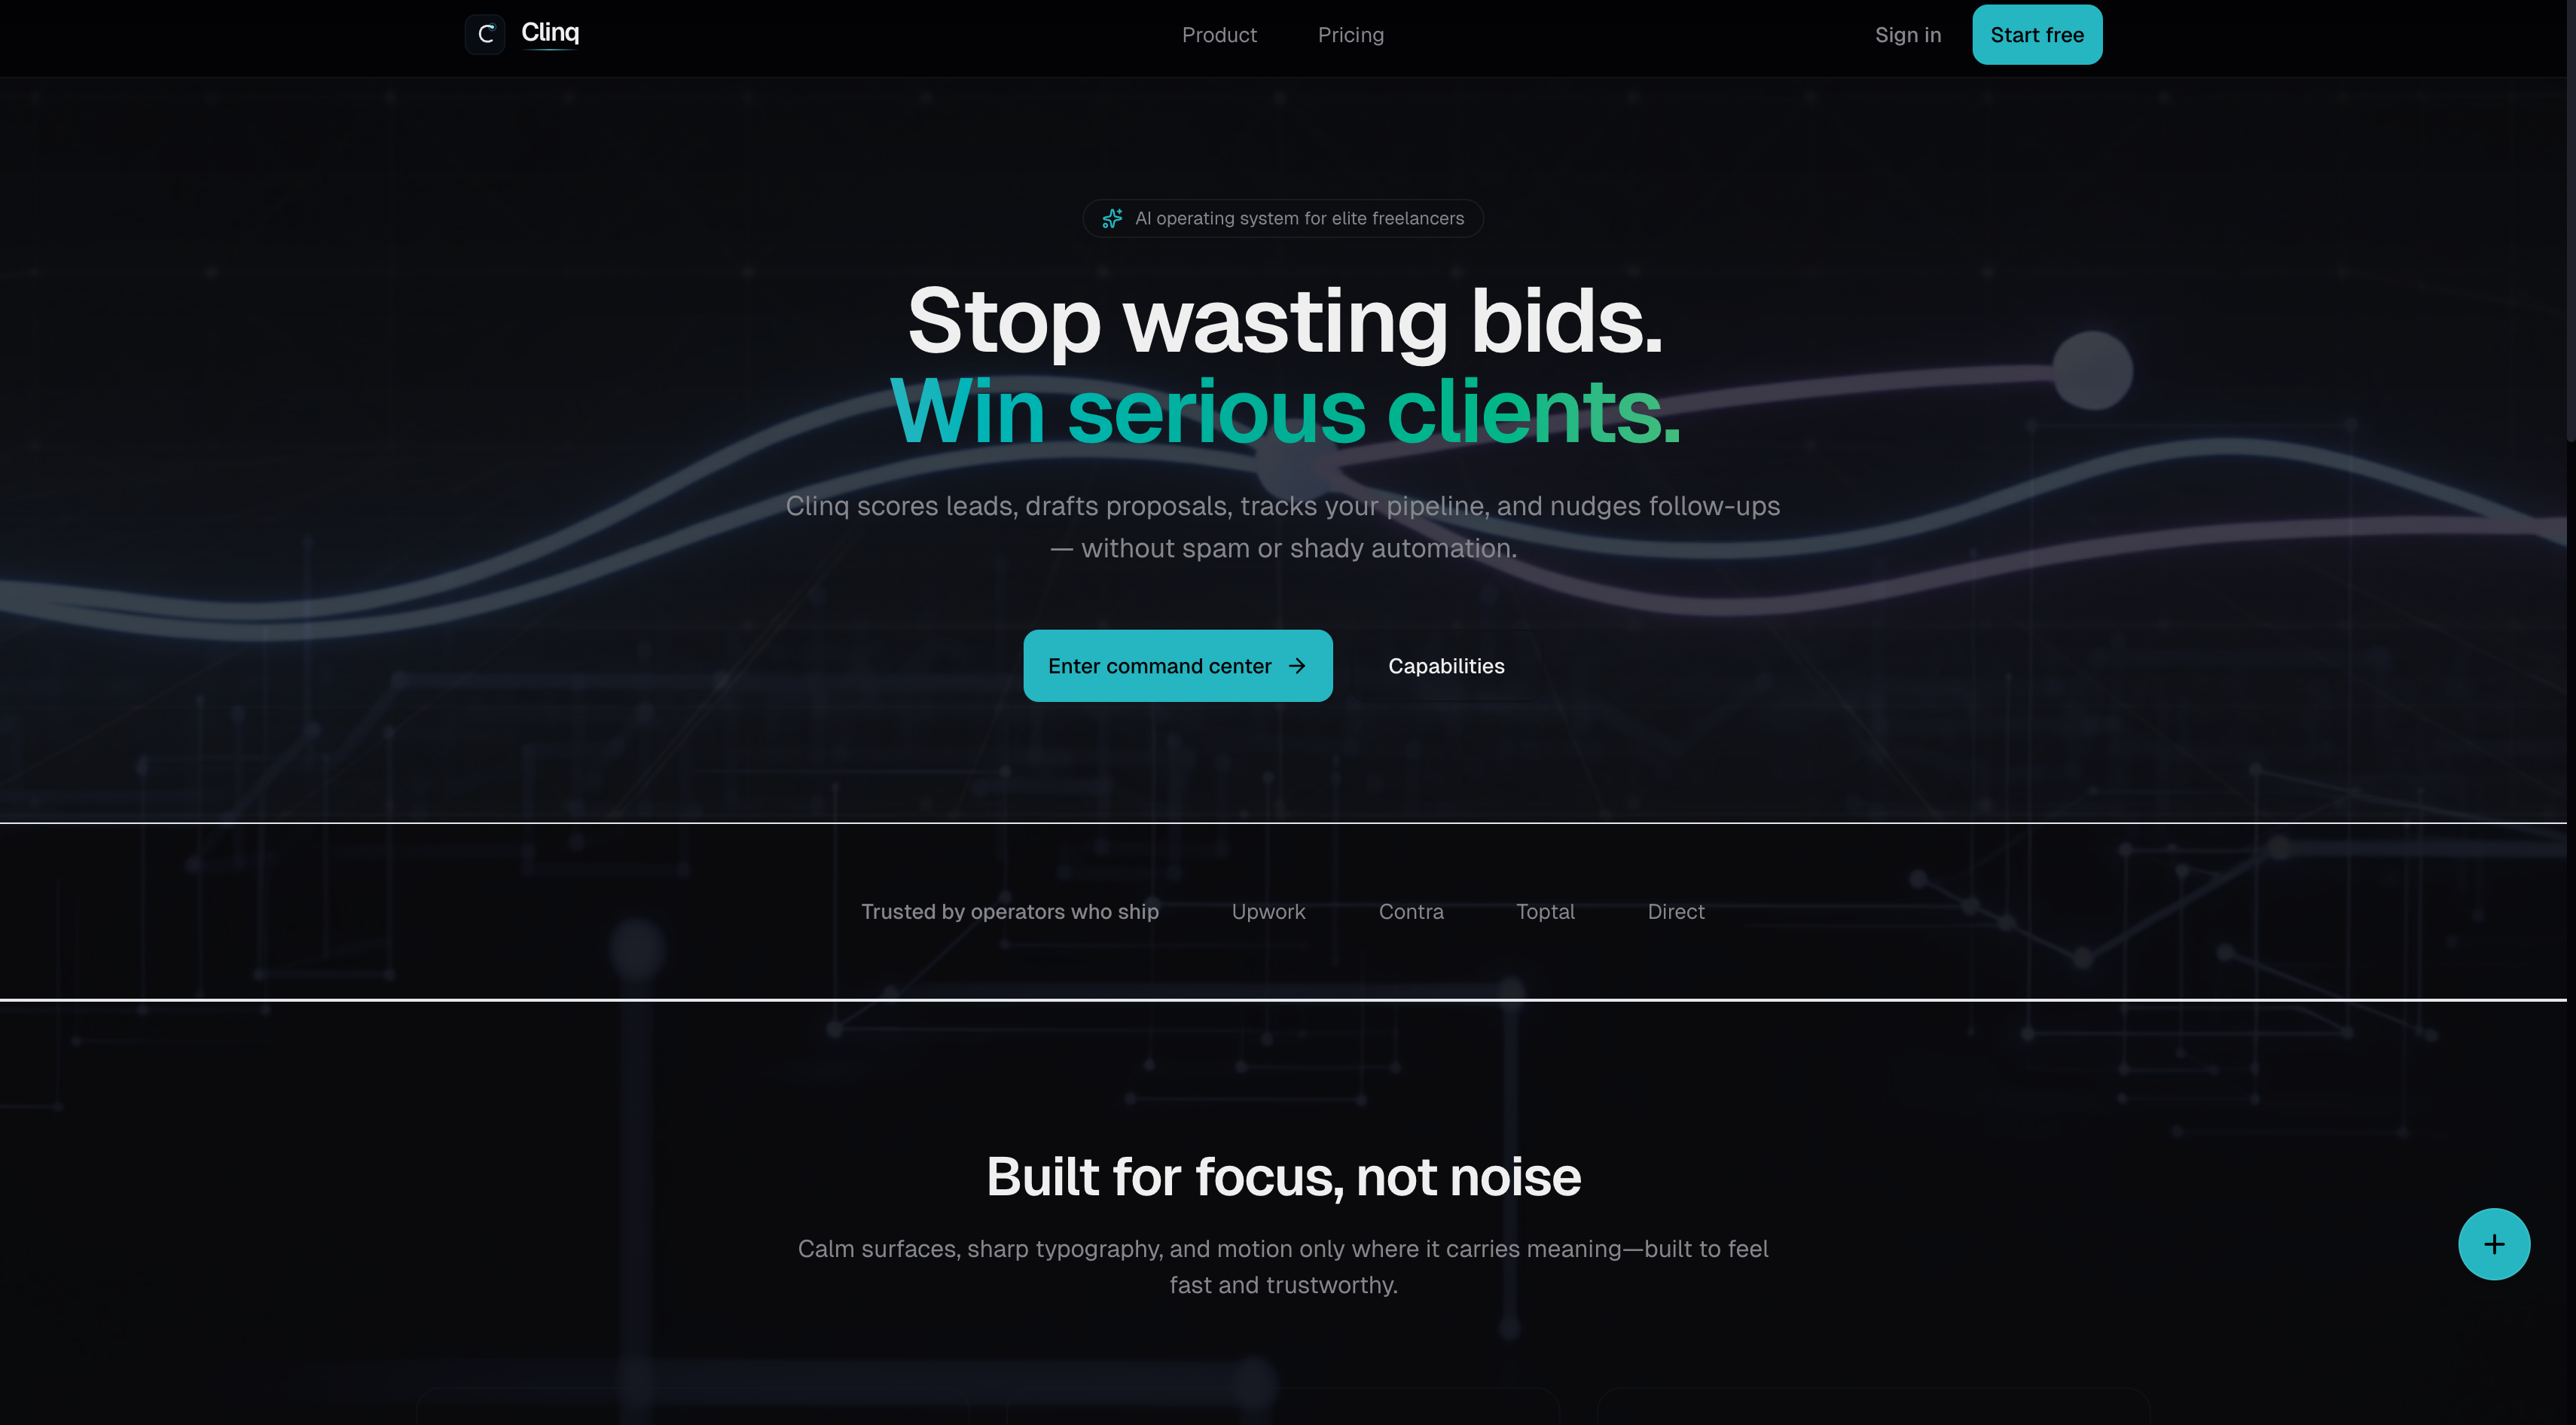 Clinq
Product
Pricing
Sign in
Start free
AI operating system for elite freelancers
Stop wasting bids.
Win serious clients.
Clinq scores leads, drafts proposals, tracks your pipeline, and nudges follow-ups
— without spam or shady automation.
Enter command center →
Capabilities
Trusted by operators who ship
Upwork
Contra
Toptal
Direct
Built for focus, not noise
Calm surfaces, sharp typography, and motion only where it carries meaning—built to feel
fast and trustworthy.